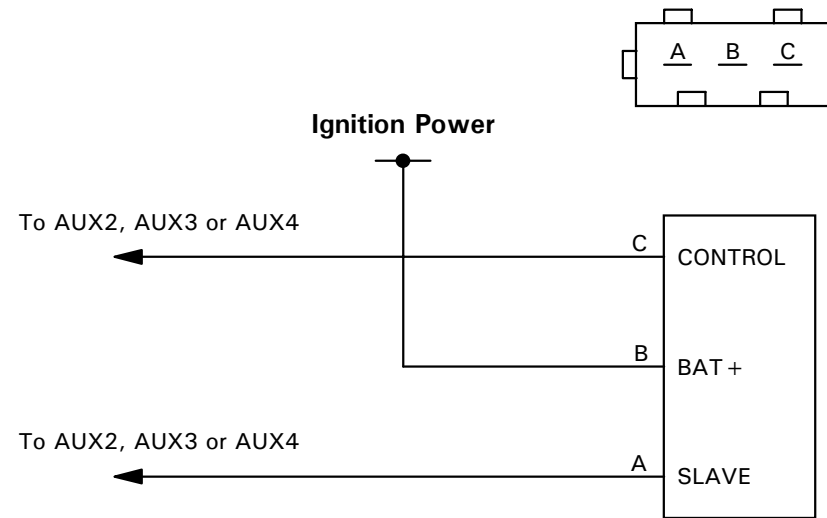 A B C
Ignition Power
To AUX2, AUX3 or AUX4
C CONTROL
B BAT+
To AUX2, AUX3 or AUX4
A SLAVE